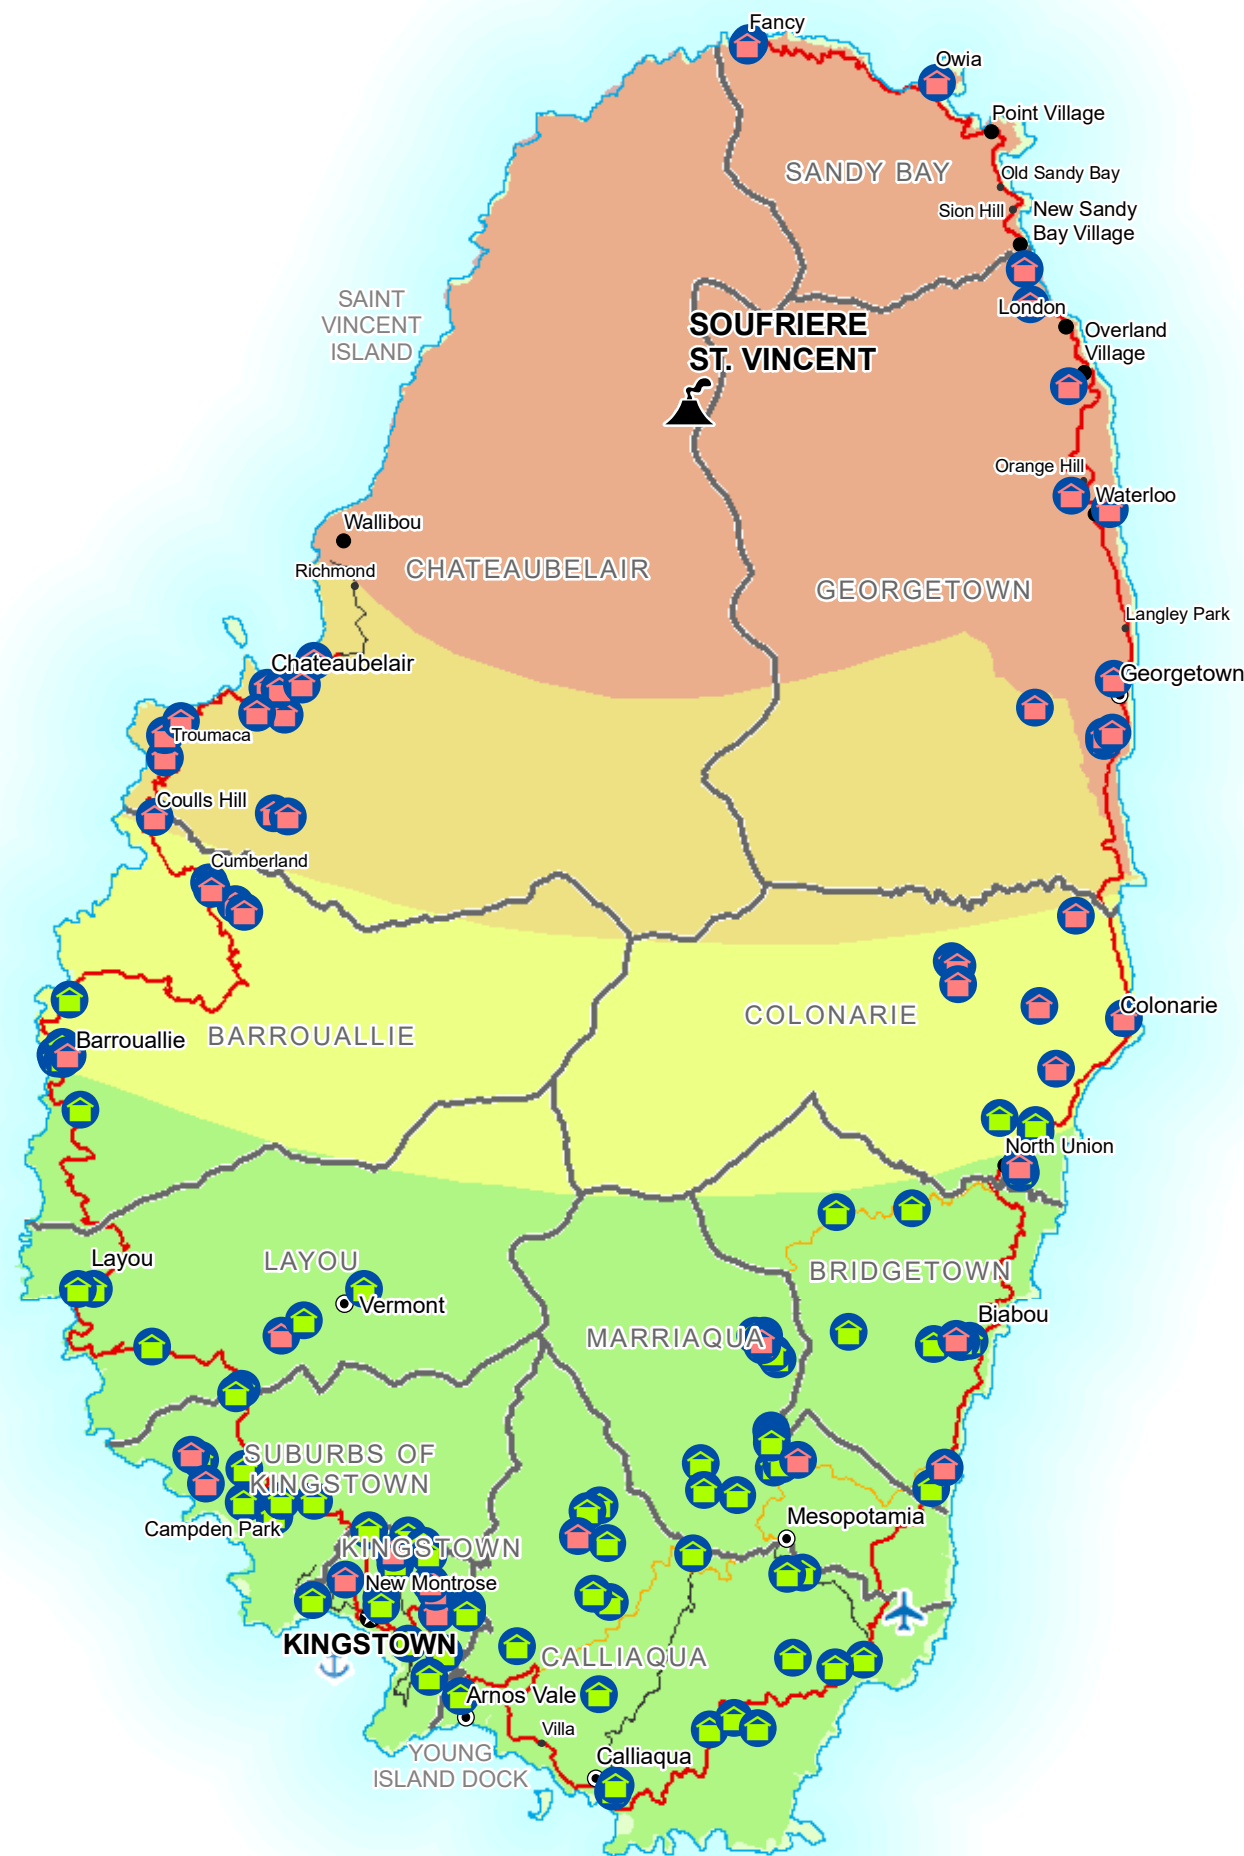 Fancy
Owia
Point Village
SANDY BAY
Old Sandy Bay
Sion Hill
New Sandy
Bay Village
SAINT
VINCENT
ISLAND
London
SOUFRIERE
ST. VINCENT
Overland
Village
Orange Hill
Waterloo
Wallibou
Richmond
CHATEAUBELAIR
GEORGETOWN
Langley Park
Chateaubelair
Georgetown
Troumaca
Coulls Hill
Cumberland
Colonarie
COLONARIE
BARROUALLIE
Barrouallie
North Union
Layou
LAYOU
BRIDGETOWN
Vermont
Biabou
MARRIAQUA
SUBURBS OF
KINGSTOWN
Mesopotamia
Campden Park
KINGSTOWN
New Montrose
KINGSTOWN
CALLIAQUA
Arnos Vale
Villa
YOUNG
ISLAND DOCK
Calliaqua